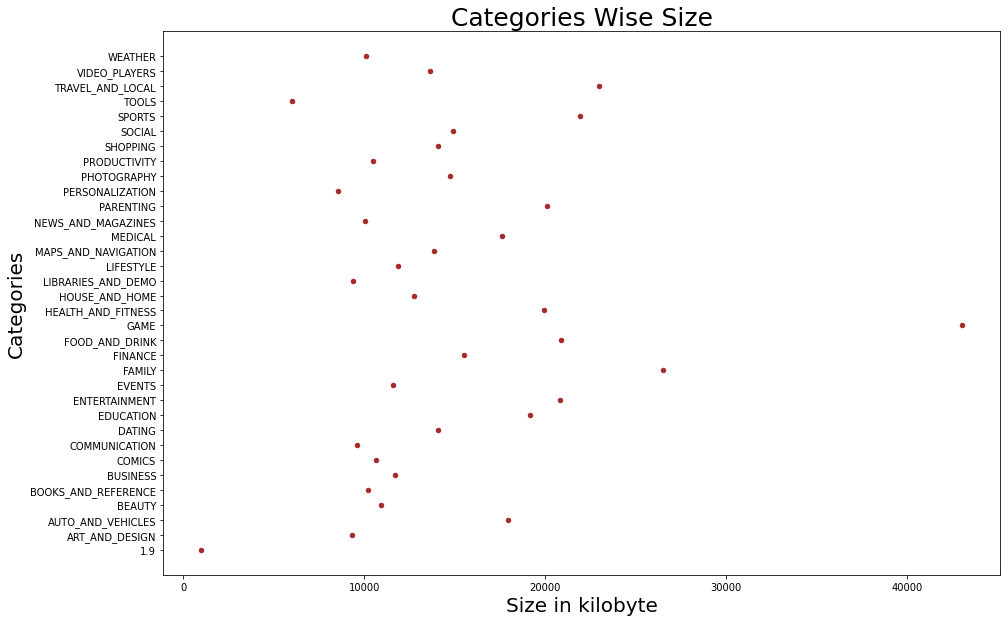 Categories Wise Size
WEATHER
VIDEO_PLAYERS
TRAVEL_AND_LOCAL
TOOLS
SPORTS
SOCIAL
SHOPPING
PRODUCTIVITY
PHOTOGRAPHY
PERSONALIZATION
PARENTING
NEWS_AND_MAGAZINES
MEDICAL
MAPS_AND_NAVIGATION
LIFESTYLE
LIBRARIES_AND_DEMO
HOUSE_AND_HOME
HEALTH_AND_FITNESS
GAME
FOOD_AND_DRINK
FINANCE
FAMILY
EVENTS
ENTERTAINMENT
EDUCATION
DATING
COMMUNICATION
COMICS
BUSINESS
BOOKS_AND_REFERENCE
BEAUTY
AUTO_AND_VEHICLES
ART_AND_DESIGN
1.9
Categories
0 10000 20000 30000 40000
Size in kilobyte